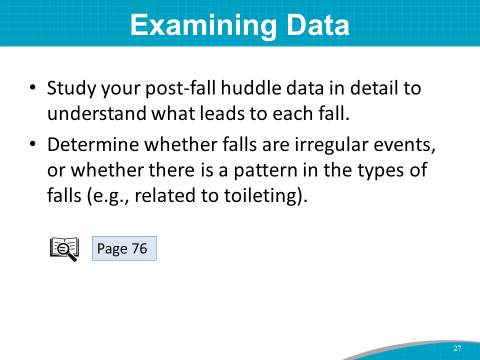 Examining Data
• Study your post-fall huddle data in detail to
understand what leads to each fall.
• Determine whether falls are irregular events,
or whether there is a pattern in the types of
falls (e.g., related to toileting).
Page 76
27